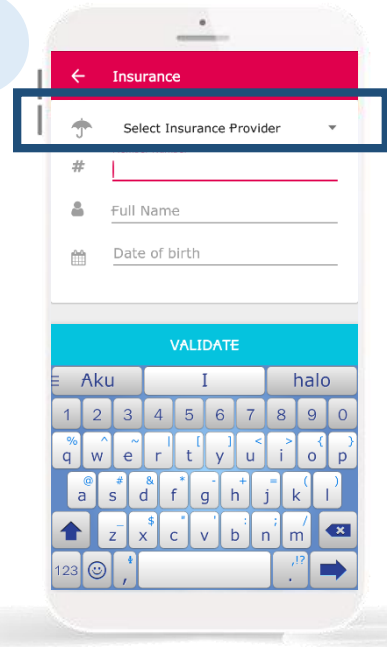 Insurance
Select Insurance Provider
#
Full Name
Date of birth
VALIDATE
Aku I halo
1 2 3 4 5 6 7 8 9 0
% ^ ~ | [ ] < > { }
q w e r t y u i o p
@ # & * - + = ( )
a s d f g h j k l
_ $ " ' : ; /
z x c v b n m
123 , ,!? .